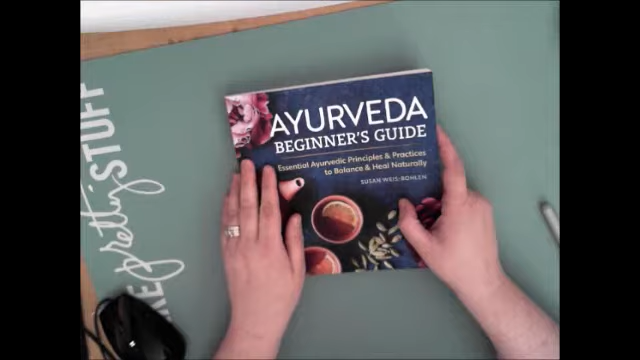 AYURVEDA
BEGINNER'S GUIDE
Essential Ayurvedic Principles & Practices
to Balance & Heal Naturally
SUSAN WEIS-BOHLEN
pretty STUFF